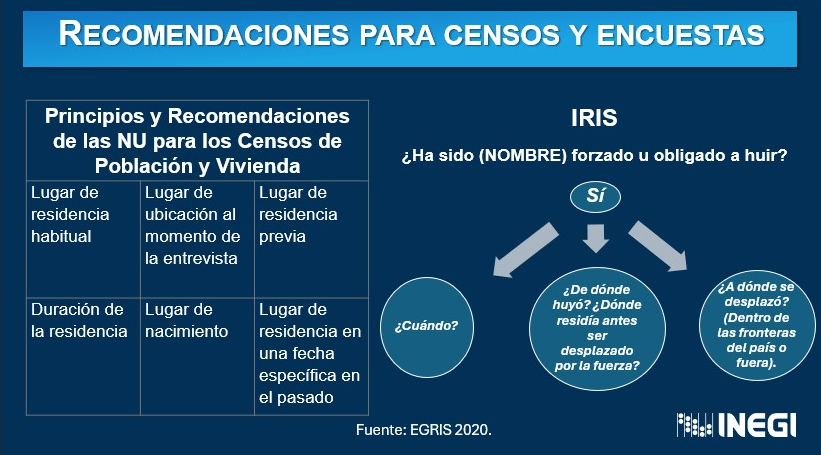 RECOMENDACIONES PARA CENSOS Y ENCUESTAS
Principios y Recomendaciones
de las NU para los Censos de
Población y Vivienda
Lugar de
residencia
habitual
Lugar de
ubicación al
momento de
la entrevista
Lugar de
residencia
previa
Duración de
la residencia
Lugar de
nacimiento
Lugar de
residencia en
una fecha
específica en
el pasado
IRIS
¿Ha sido (NOMBRE) forzado u obligado a huir?
Sí
¿Cuándo?
¿De dónde
huyó? ¿Dónde
residía antes
ser
desplazado
por la fuerza?
¿A dónde se
desplazó?
(Dentro de
las fronteras
del país o
fuera).
Fuente: EGRIS 2020.
INEGI